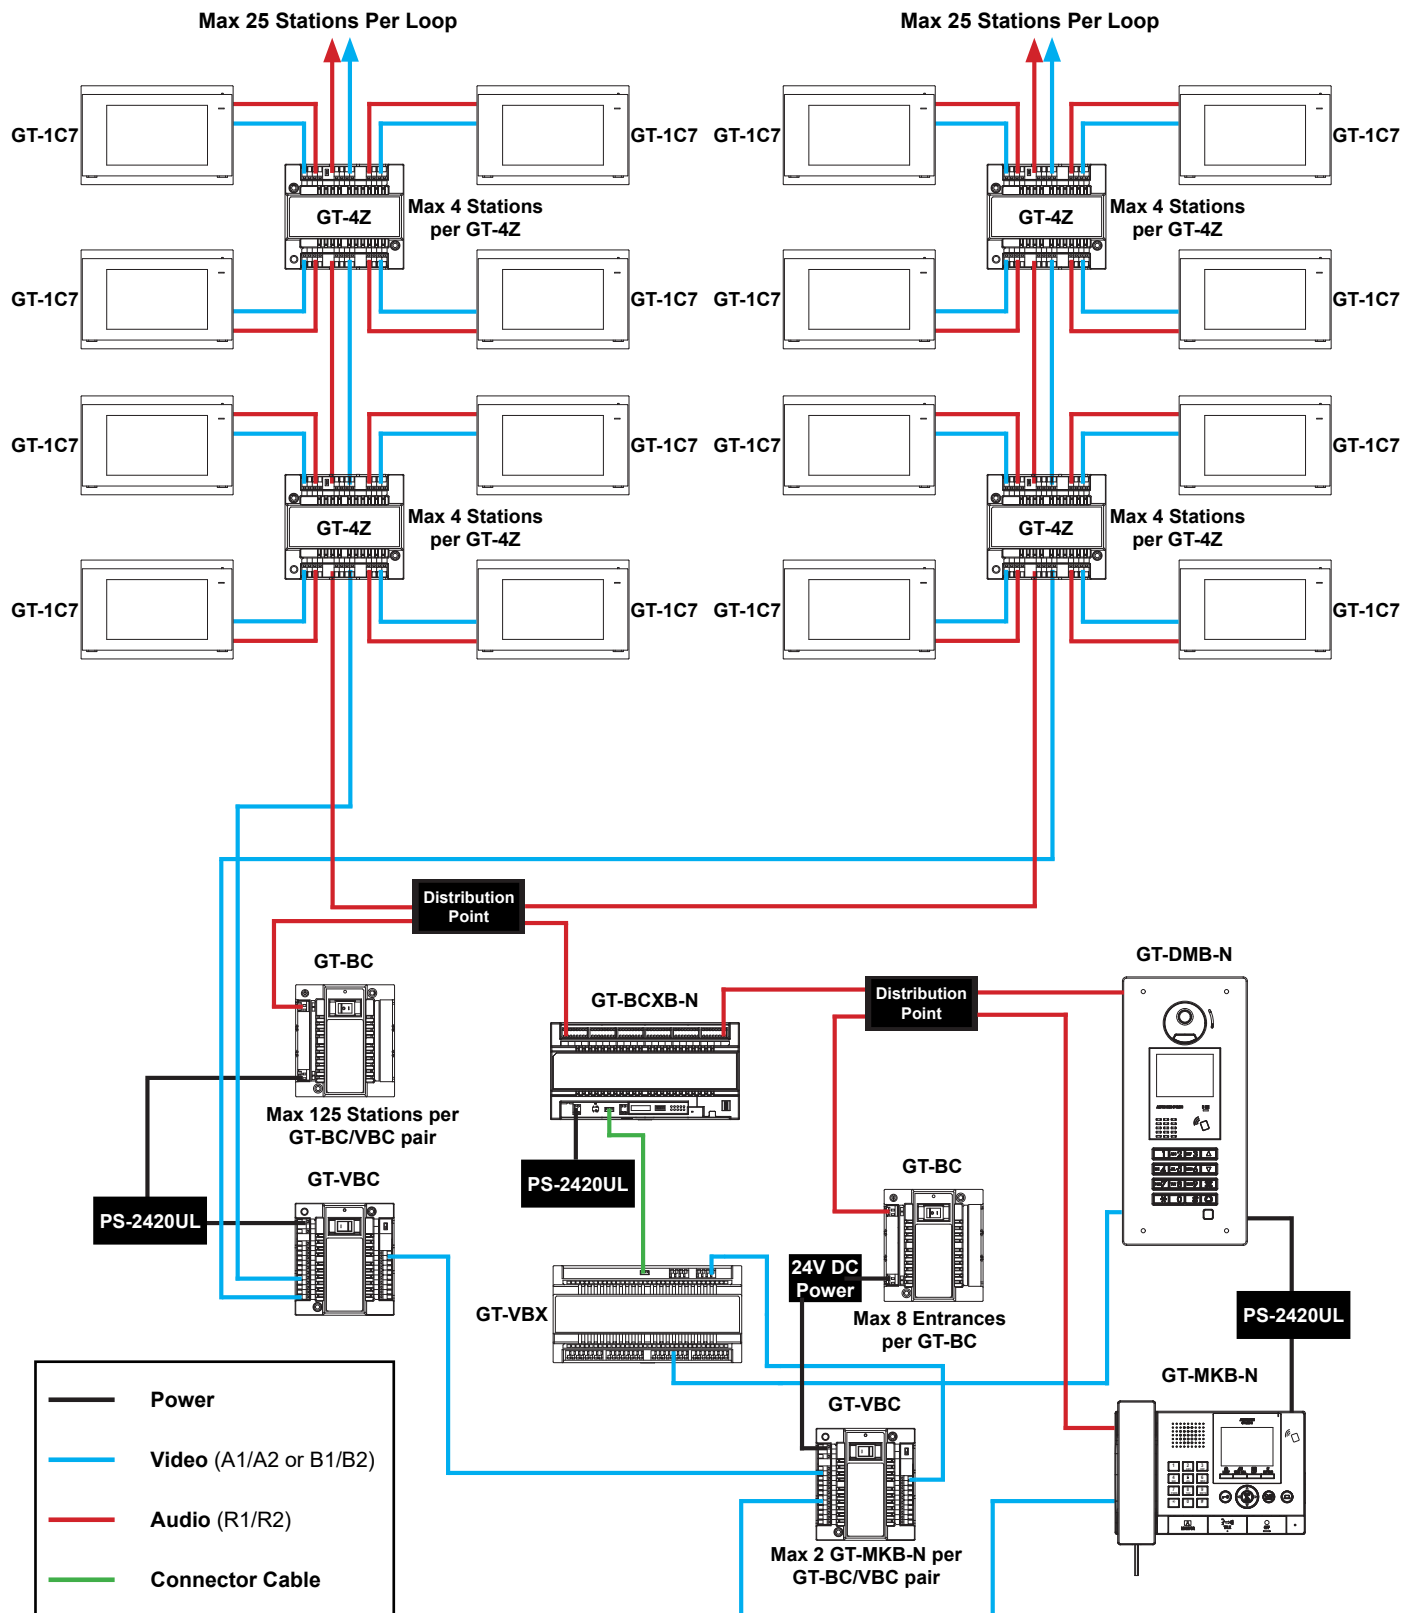 Max 25 Stations Per Loop
Max 25 Stations Per Loop
GT-1C7
GT-1C7
GT-1C7
GT-1C7
GT-4Z
Max 4 Stations
per GT-4Z
GT-4Z
Max 4 Stations
per GT-4Z
GT-1C7
GT-1C7
GT-1C7
GT-1C7
GT-1C7
GT-1C7
GT-1C7
GT-1C7
GT-4Z
Max 4 Stations
per GT-4Z
GT-4Z
Max 4 Stations
per GT-4Z
GT-1C7
GT-1C7
GT-1C7
GT-1C7
Distribution
Point
GT-BC
GT-BCXB-N
Distribution
Point
GT-DMB-N
Max 125 Stations per
GT-BC/VBC pair
PS-2420UL
GT-BC
GT-VBC
PS-2420UL
24V DC
Power
GT-VBX
Max 8 Entrances
per GT-BC
PS-2420UL
GT-MKB-N
GT-VBC
Max 2 GT-MKB-N per
GT-BC/VBC pair
Power
Video (A1/A2 or B1/B2)
Audio (R1/R2)
Connector Cable